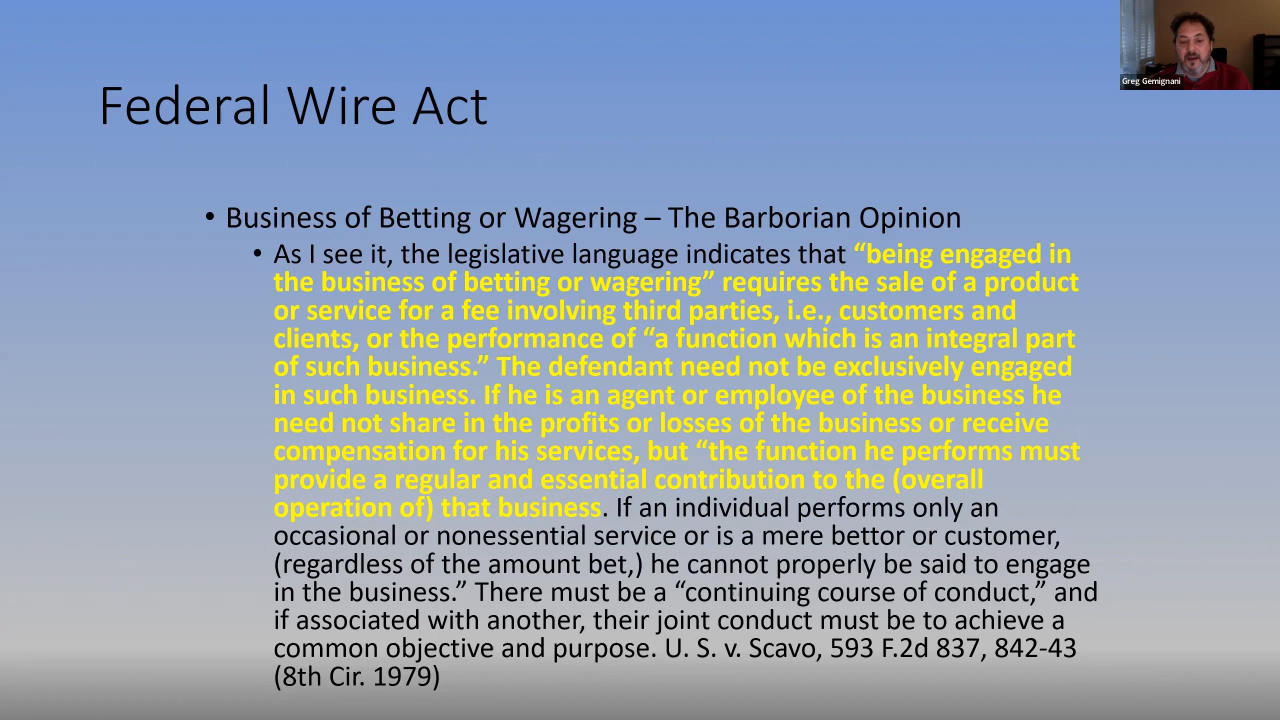 Greg Gemignani
Federal Wire Act
• Business of Betting or Wagering – The Barborian Opinion
• As I see it, the legislative language indicates that “being engaged in
the business of betting or wagering” requires the sale of a product
or service for a fee involving third parties, i.e., customers and
clients, or the performance of “a function which is an integral part
of such business.” The defendant need not be exclusively engaged
in such business. If he is an agent or employee of the business he
need not share in the profits or losses of the business or receive
compensation for his services, but “the function he performs must
provide a regular and essential contribution to the (overall
operation of) that business. If an individual performs only an
occasional or nonessential service or is a mere bettor or customer,
(regardless of the amount bet,) he cannot properly be said to engage
in the business.” There must be a “continuing course of conduct,” and
if associated with another, their joint conduct must be to achieve a
common objective and purpose. U. S. v. Scavo, 593 F.2d 837, 842-43
(8th Cir. 1979)